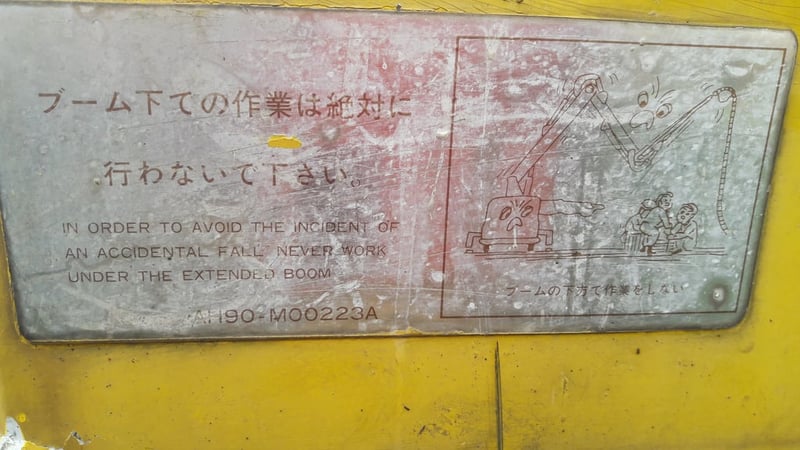 ブーム下での作業は絶対に
行わないで下さい。
IN ORDER TO AVOID THE INCIDENT OF
AN ACCIDENTAL FALL NEVER WORK
UNDER THE EXTENDED BOOM
AH90-M00223A
ブームの下方で作業をしない